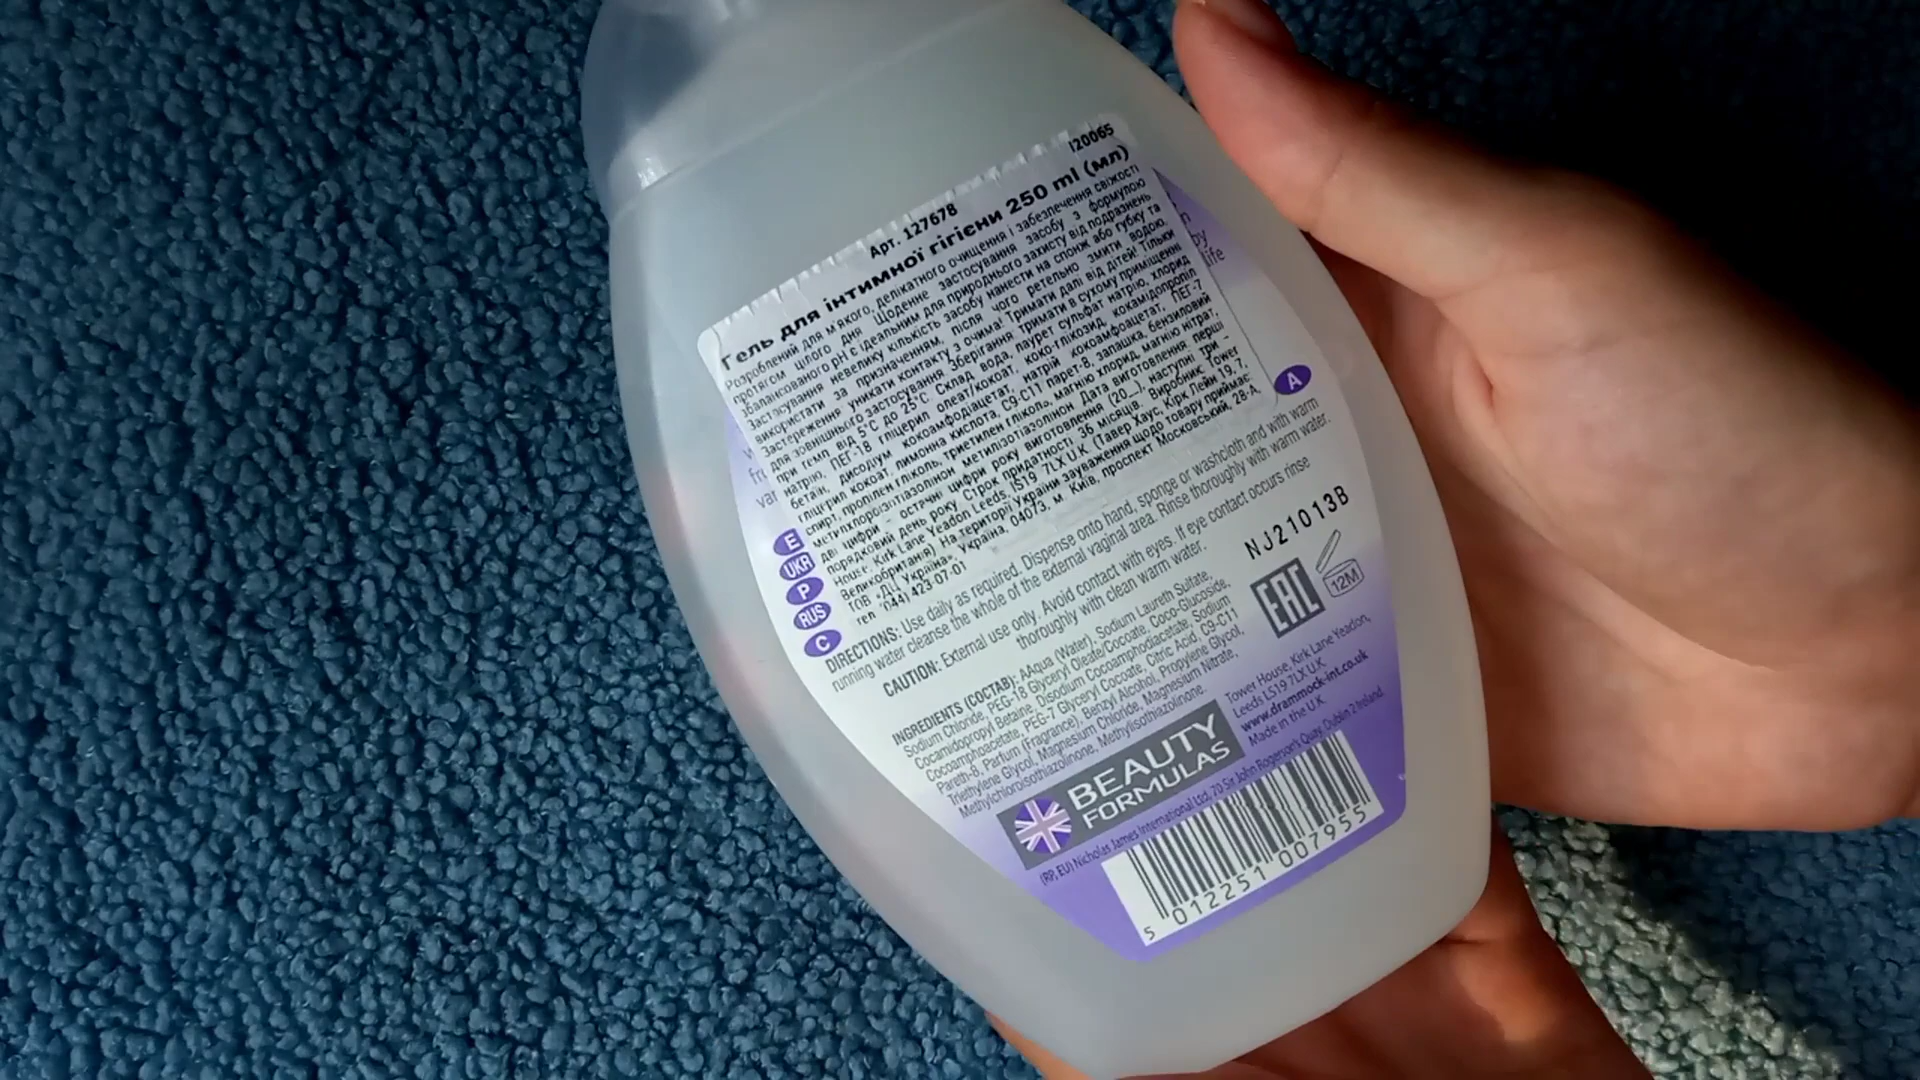 120065
Арт. 127678
Гель для інтимної гігієни 250 ml (мл)
Розроблений для м'якого, делікатного очищення і забезпечення свіжості
протягом цілого дня Щоденне застосування засобу з формулою
збалансованого рН є ідеальним для природнього захисту від подразнень
Застасування невелику кількість засобу нанести на спонж або губку та
використати за призначенням, після чого ретельно змити водою.
Застереження уникати контакту з очима! Тримати далі від дітей! Тільки
для зовнішнього застосування Зберігання тримати в сухому приміщенні
при темп. від 5°С до 25°С Склад вода, лаурет сульфат натрію, хлорид
натрію, ПЕГ-18 гліцерил олеат/кокоат, коко-глікозид, кокамідопропіл
бетаїн, дисодіум кокоамфодіацетат, натрій кокоамфоацетат, ПЕГ-7
гліцерил кокоат, лимонна кислота, С9-С11 парет-8, запашка, бензиловий
спирт, пропілен гліколь, триетилен гліколь, магнію хлорид, магнію нітрат,
метилхлорізотіазолінон метилізотіазолінон Дата виготовлення перші
дві цифри - остачні цифри року виготовлення (20...), наступні три -
порядковий день року. Строк придатності 36 місяців. Виробник Tower
House, Kirk Lane Yeadon Leeds, lS19 7LX U.K. (Тавер Хаус, Кірк Лейн 19, 7,
Великобританія) На території України зауваження щодо товару приймає:
ТОВ "ДЦ Україна", Україна, 04073, м. Київ, проспект Московський, 28-А.
тел (044) 423 07-01
by
life
fr
var
A
E
UKR
P
RUS
C
DIRECTIONS: Use daily as required. Dispense onto hand, sponge or washcloth and with warm
running water cleanse the whole of the external vaginal area. Rinse thoroughly with warm water.
CAUTION: External use only. Avoid contact with eyes. If eye contact occurs rinse
thoroughly with clean warm water.
NJ21013B
EAC
12M
INGREDIENTS (СОСТАВ): AAqua (Water), Sodium Laureth Sulfate,
Sodium Chloride, PEG-18 Glyceryl Oleate/Cocoate, Coco-Glucoside,
Cocamidopropyl Betaine, Disodium Cocoamphodiacetate, Sodium
Cocoamphoacetate, PEG-7 Glyceryl Cocoate, Citric Acid, C9-C11
Pareth-8, Parfum (Fragrance), Benzyl Alcohol, Propylene Glycol,
Triethylene Glycol, Magnesium Chloride, Magnesium Nitrate,
Methylchloroisothiazolinone, Methylisothiazolinone.
Tower House, Kirk Lane Yeadon,
Leeds LS19 7LX U.K.
www.drammock-int.co.uk
Made in the U.K.
BEAUTY
FORMULAS
(RP, EU) Nicholas James International Ltd, 70 Sir John Rogerson's Quay, Dublin 2 Ireland.
5 012251 007955